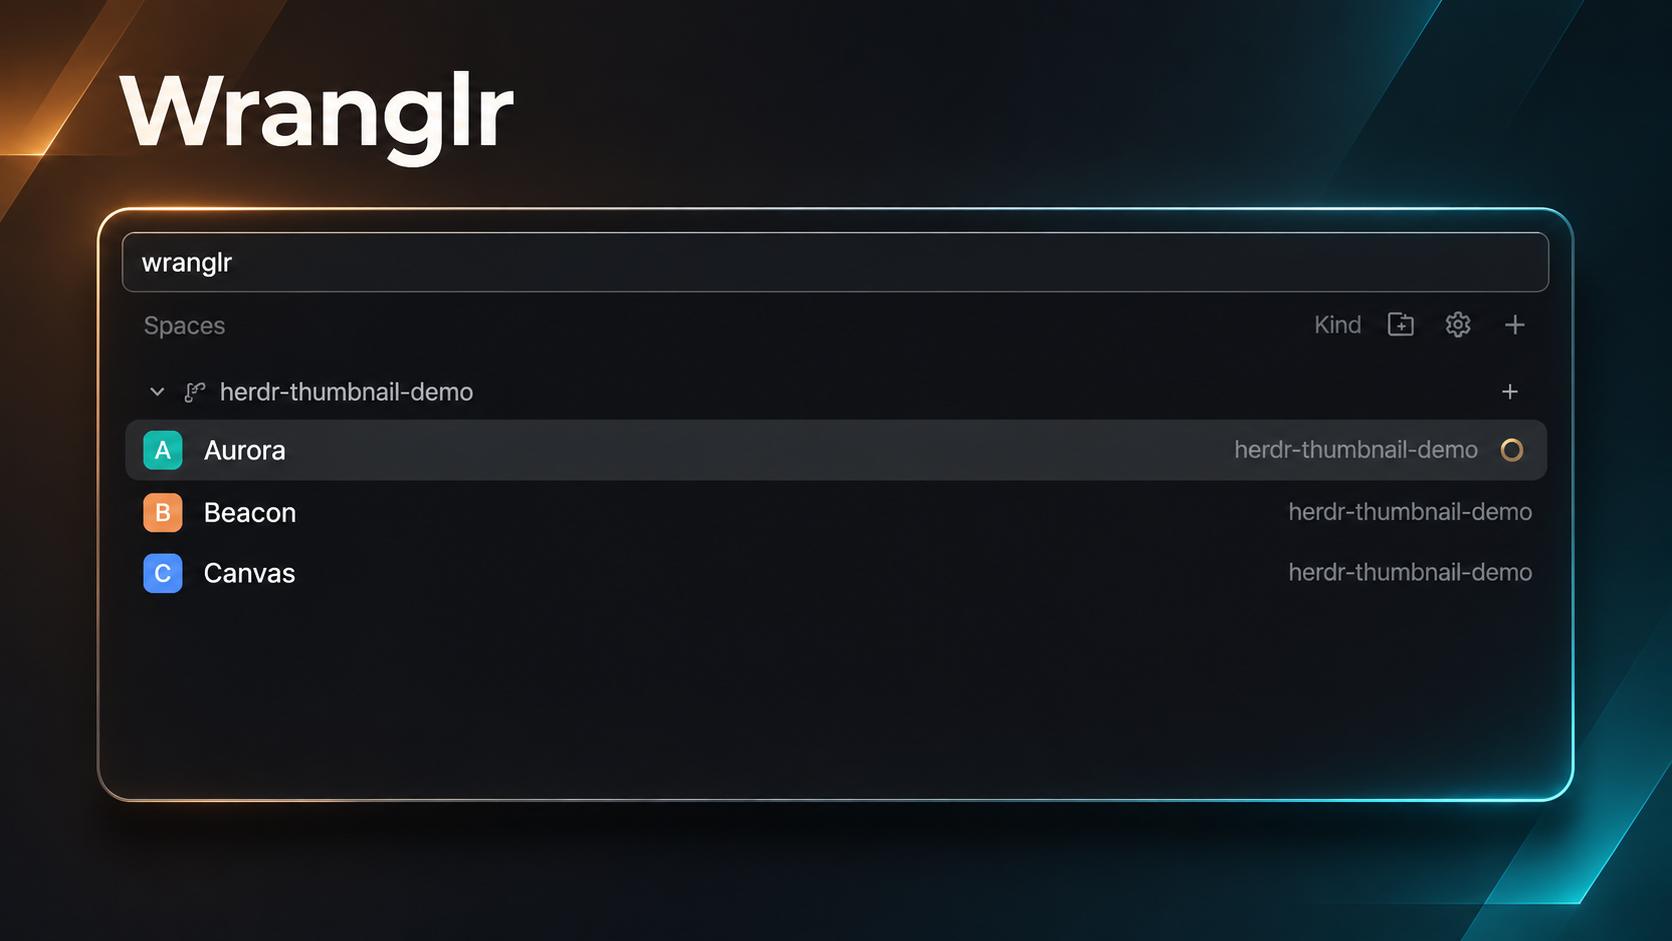 Wranglr
wranglr
Spaces Kind
herdr-thumbnail-demo
A Aurora herdr-thumbnail-demo
B Beacon herdr-thumbnail-demo
C Canvas herdr-thumbnail-demo